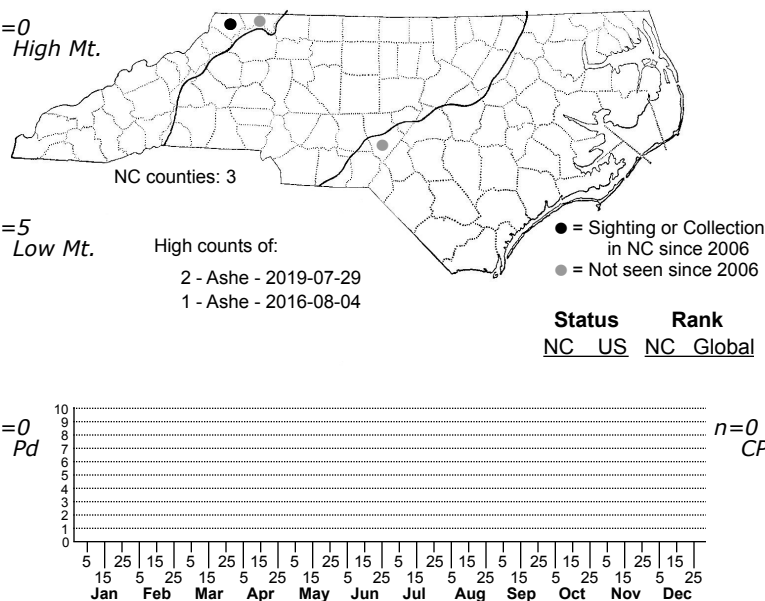 =0
High Mt.
NC counties: 3
=5
Low Mt.
High counts of:
2 - Ashe - 2019-07-29
1 - Ashe - 2016-08-04
● = Sighting or Collection
in NC since 2006
● = Not seen since 2006
Status Rank
NC US NC Global
=0
Pd
n=0
CP
10
9
8
7
6
5
4
3
2
1
0
5 25 15 5 25 15 5 25 15 5 25 15 5 25 15 5 25 15
15 5 25 15 5 25 15 5 25 15 5 25 15 5 25 15 5 25
Jan Feb Mar Apr May Jun Jul Aug Sep Oct Nov Dec